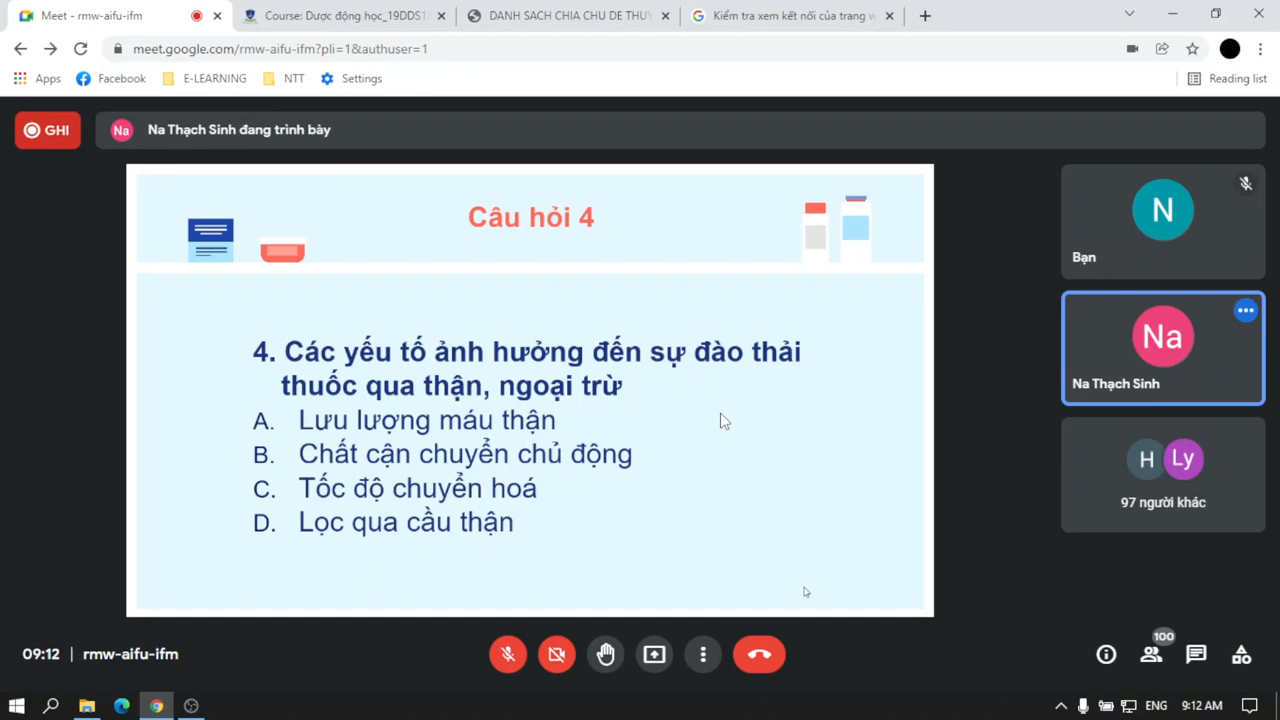 Meet - rmw-aifu-ifm
Course: Dược động học_19DDS1
DANH SACH CHIA CHU DE THUY
Kiểm tra xem kết nối của trang w
meet.google.com/rmw-aifu-ifm?pli=1&authuser=1
Apps
Facebook
E-LEARNING
NTT
Settings
Reading list
GHI
Na
Na Thạch Sinh đang trình bày
Câu hỏi 4
4. Các yếu tố ảnh hưởng đến sự đào thải
thuốc qua thận, ngoại trừ
A. Lưu lượng máu thận
B. Chất cận chuyển chủ động
C. Tốc độ chuyển hoá
D. Lọc qua cầu thận
N
Bạn
Na
Na Thạch Sinh
H
Ly
97 người khác
09:12 | rmw-aifu-ifm
100
ENG
9:12 AM